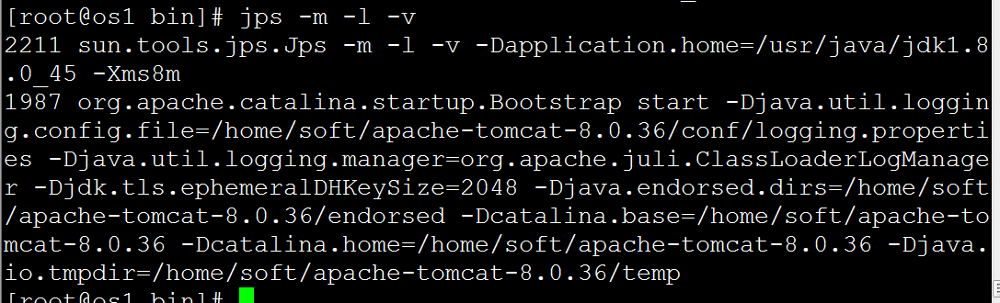 [root@os1 bin]# jps -m -l -v
2211 sun.tools.jps.Jps -m -l -v -Dapplication.home=/usr/java/jdk1.8
.0_45 -Xms8m
1987 org.apache.catalina.startup.Bootstrap start -Djava.util.loggin
g.config.file=/home/soft/apache-tomcat-8.0.36/conf/logging.properti
es -Djava.util.logging.manager=org.apache.juli.ClassLoaderLogManage
r -Djdk.tls.ephemeralDHKeySize=2048 -Djava.endorsed.dirs=/home/soft
/apache-tomcat-8.0.36/endorsed -Dcatalina.base=/home/soft/apache-to
mcat-8.0.36 -Dcatalina.home=/home/soft/apache-tomcat-8.0.36 -Djava.
io.tmpdir=/home/soft/apache-tomcat-8.0.36/temp
[root@os1 bin]#